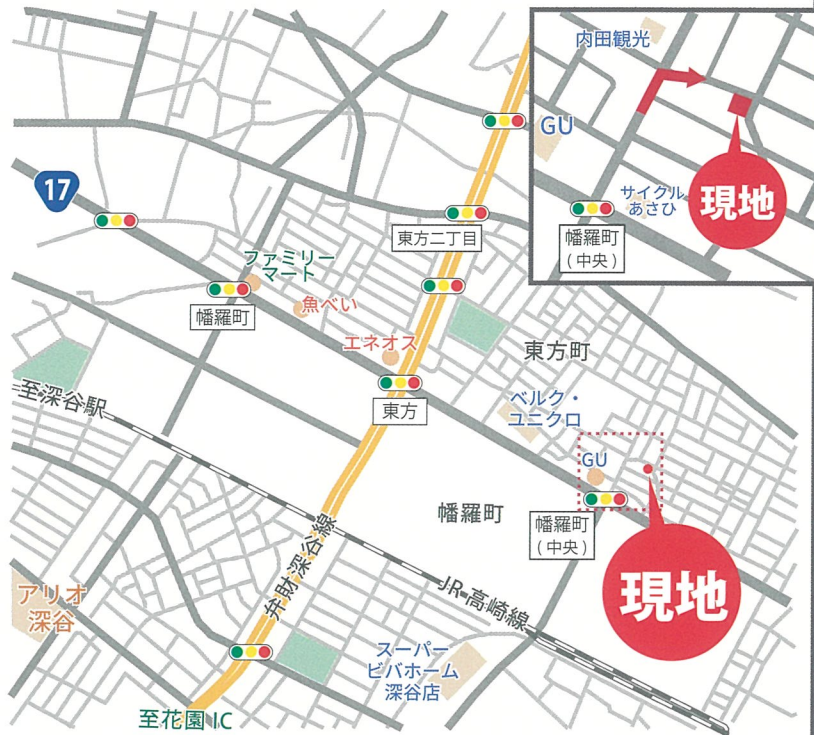 内田観光
GU
サイクル
あさひ
現地
幡羅町
(中央)
17
東方二丁目
ファミリー
マート
幡羅町
魚べい
エネオス
東方
東方町
ベルク・
ユニクロ
GU
幡羅町
(中央)
幡羅町
現地
至深谷駅
弁財深谷線
JR高崎線
アリオ
深谷
スーパー
ビバホーム
深谷店
至花園IC